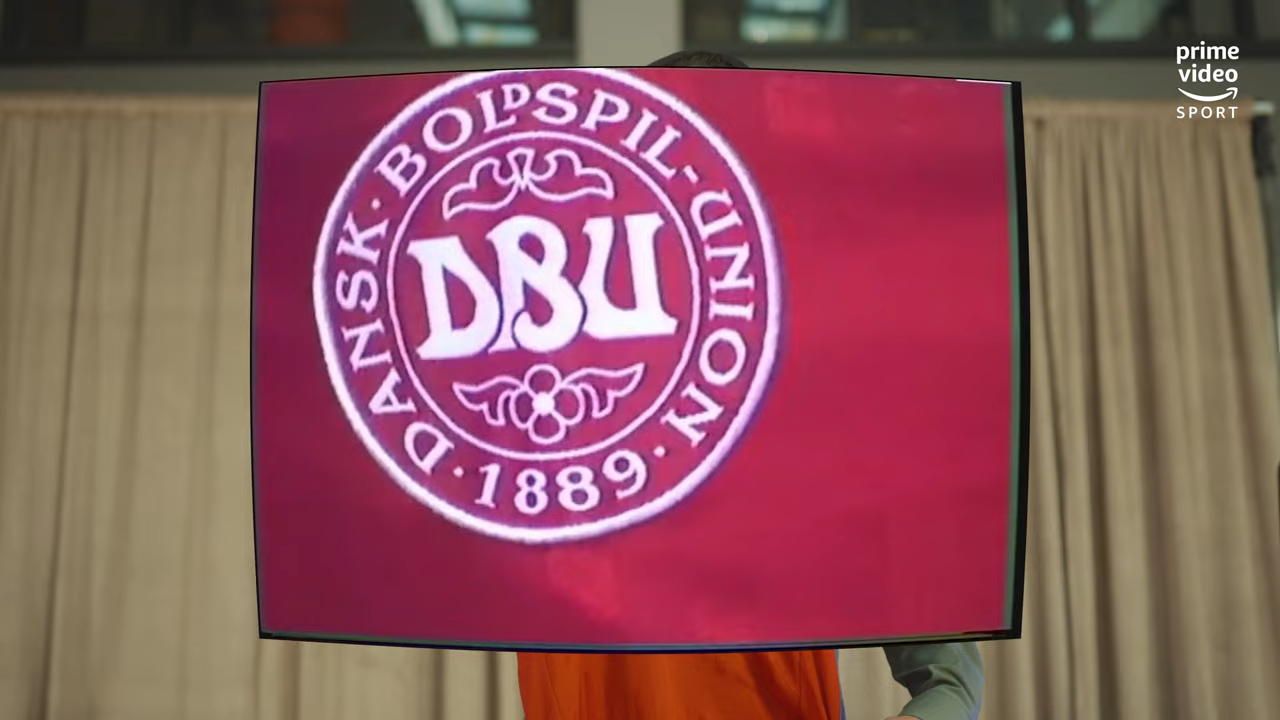 DANSK · BOLDSPIL-UNION ·
DBU
· 1889 ·
prime
video
SPORT